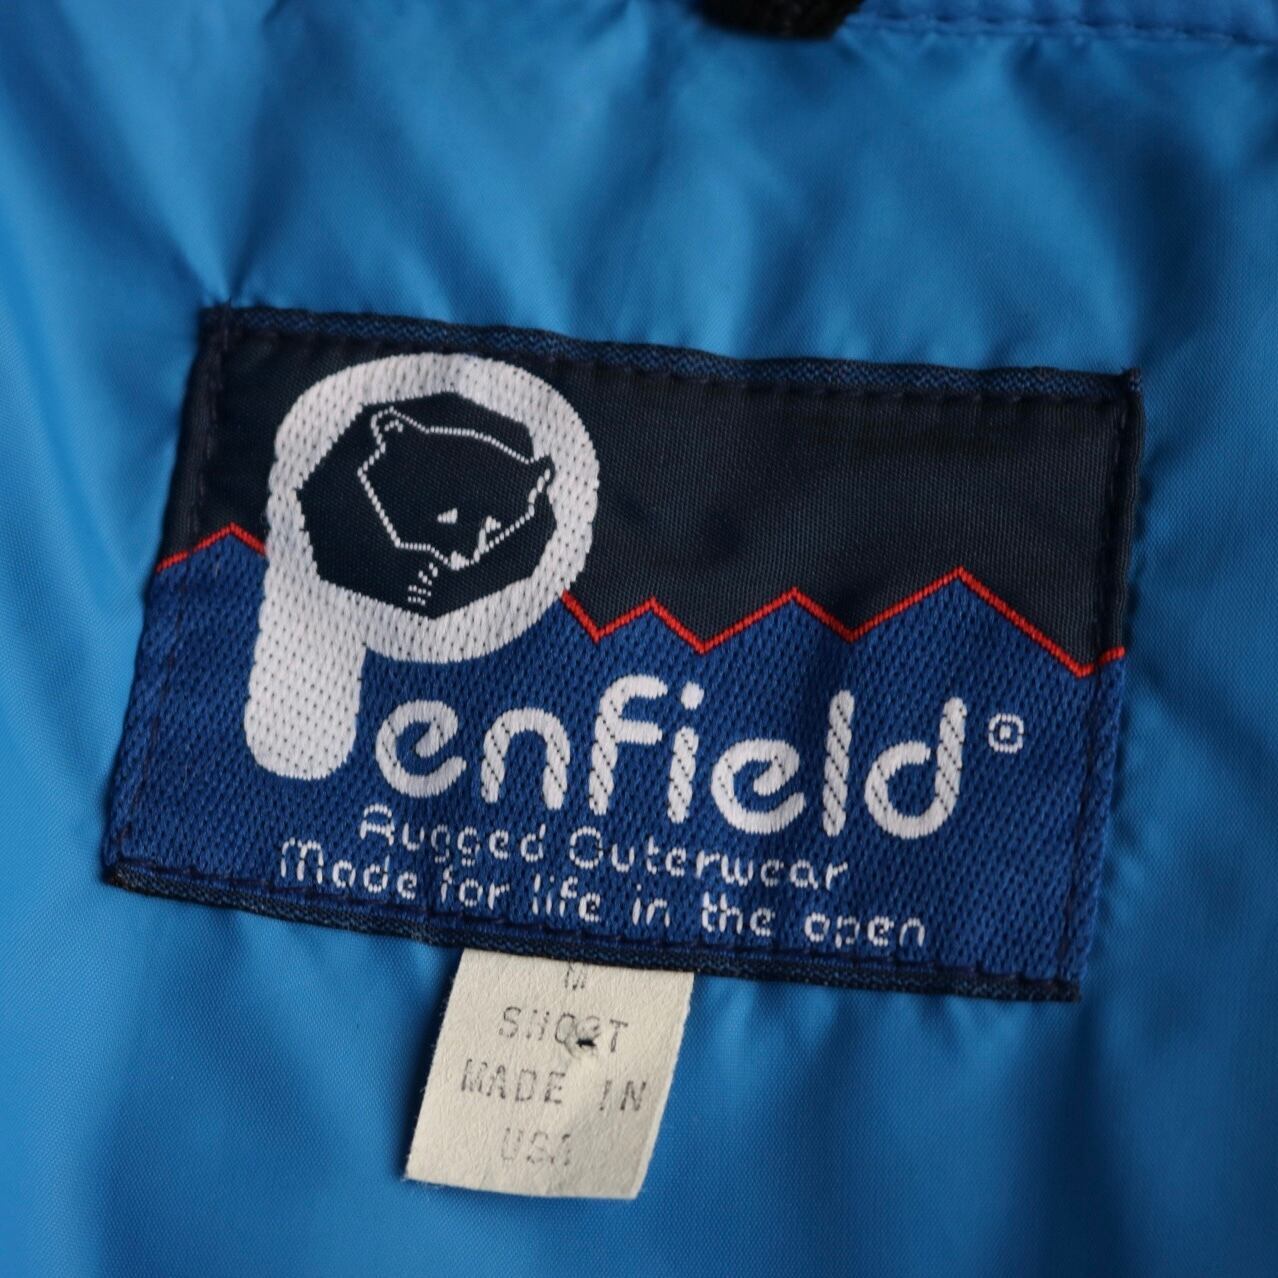 Penfield®
Rugged Outerwear
Made for life in the open
M
SHORT
MADE IN
USA